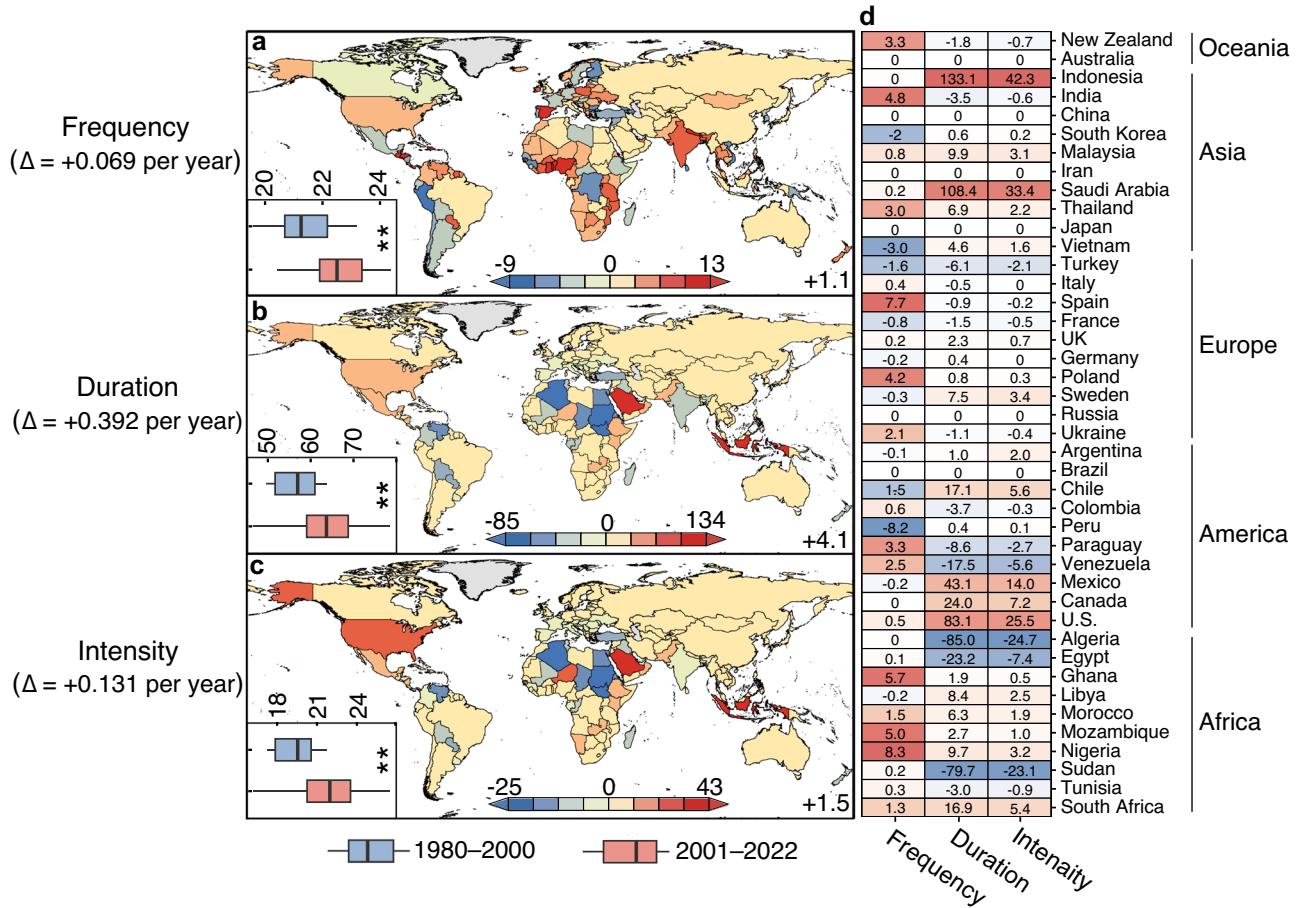 a
Frequency
(Δ = +0.069 per year)
20 22 24
**
-9 0 13
+1.1
b
Duration
(Δ = +0.392 per year)
50 60 70
**
-85 0 134
+4.1
c
Intensity
(Δ = +0.131 per year)
18 21 24
**
-25 0 43
+1.5
1980–2000 2001–2022
d
3.3 -1.8 -0.7 New Zealand
0 0 0 Australia
0 133.1 42.3 Indonesia
4.8 -3.5 -0.6 India
0 0 0 China
-2 0.6 0.2 South Korea
0.8 9.9 3.1 Malaysia
0 0 0 Iran
0.2 108.4 33.4 Saudi Arabia
3.0 6.9 2.2 Thailand
0 0 0 Japan
-3.0 4.6 1.6 Vietnam
-1.6 -6.1 -2.1 Turkey
0.4 -0.5 0 Italy
7.7 -0.9 -0.2 Spain
-0.8 -1.5 -0.5 France
0.2 2.3 0.7 UK
-0.2 0.4 0 Germany
4.2 0.8 0.3 Poland
-0.3 7.5 3.4 Sweden
0 0 0 Russia
2.1 -1.1 -0.4 Ukraine
-0.1 1.0 2.0 Argentina
0 0 0 Brazil
1.5 17.1 5.6 Chile
0.6 -3.7 -0.3 Colombia
-8.2 0.4 0.1 Peru
3.3 -8.6 -2.7 Paraguay
2.5 -17.5 -5.6 Venezuela
-0.2 43.1 14.0 Mexico
0 24.0 7.2 Canada
0.5 83.1 25.5 U.S.
0 -85.0 -24.7 Algeria
0.1 -23.2 -7.4 Egypt
5.7 1.9 0.5 Ghana
-0.2 8.4 2.5 Libya
1.5 6.3 1.9 Morocco
5.0 2.7 1.0 Mozambique
8.3 9.7 3.2 Nigeria
0.2 -79.7 -23.1 Sudan
0.3 -3.0 -0.9 Tunisia
1.3 16.9 5.4 South Africa
Frequency Duration Intenaity
Oceania
Asia
Europe
America
Africa